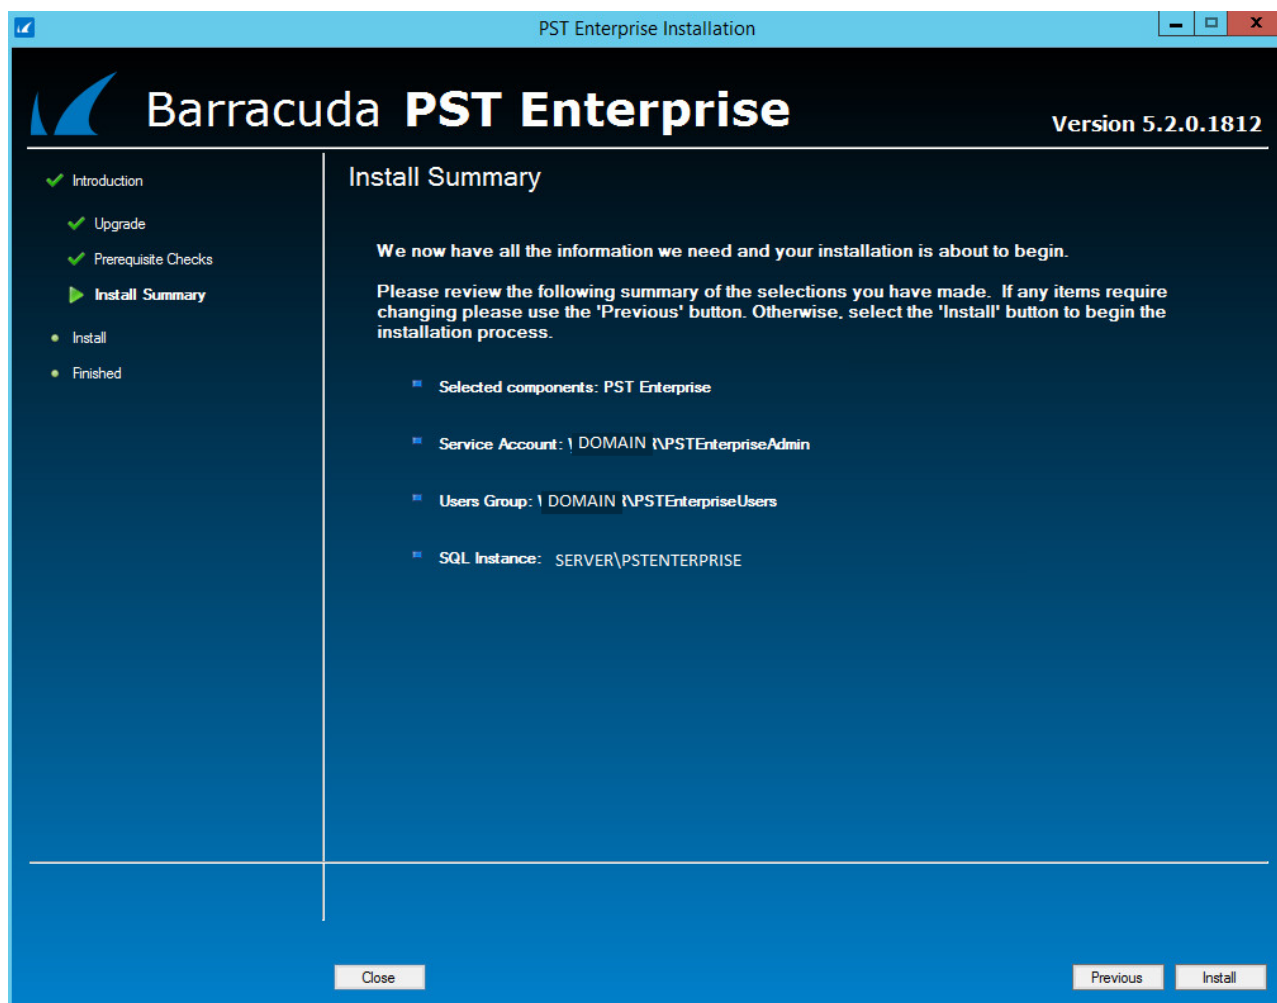 PST Enterprise Installation
Barracuda PST Enterprise
Version 5.2.0.1812
Introduction
Upgrade
Prerequisite Checks
Install Summary
Install
Finished
Install Summary
We now have all the information we need and your installation is about to begin.
Please review the following summary of the selections you have made. If any items require
changing please use the 'Previous' button. Otherwise, select the 'Install' button to begin the
installation process.
Selected components: PST Enterprise
Service Account: \ DOMAIN \PSTEnterpriseAdmin
Users Group: \ DOMAIN \PSTEnterpriseUsers
SQL Instance: SERVER\PSTENTERPRISE
Close
Previous
Install